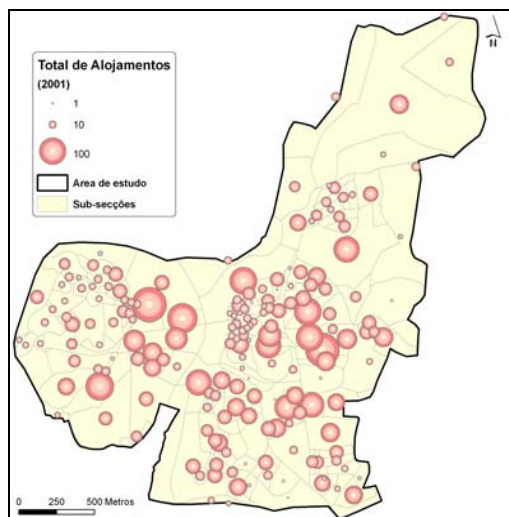 Total de Alojamentos
(2001)
1
10
100
Area de estudo
Sub-secções
N
0 250 500 Metros